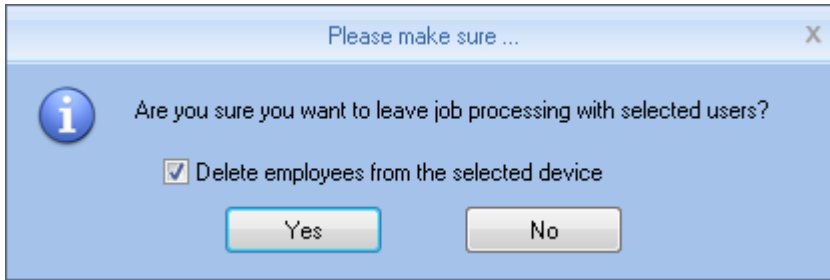 Please make sure ...
X
Are you sure you want to leave job processing with selected users?
Delete employees from the selected device
Yes No